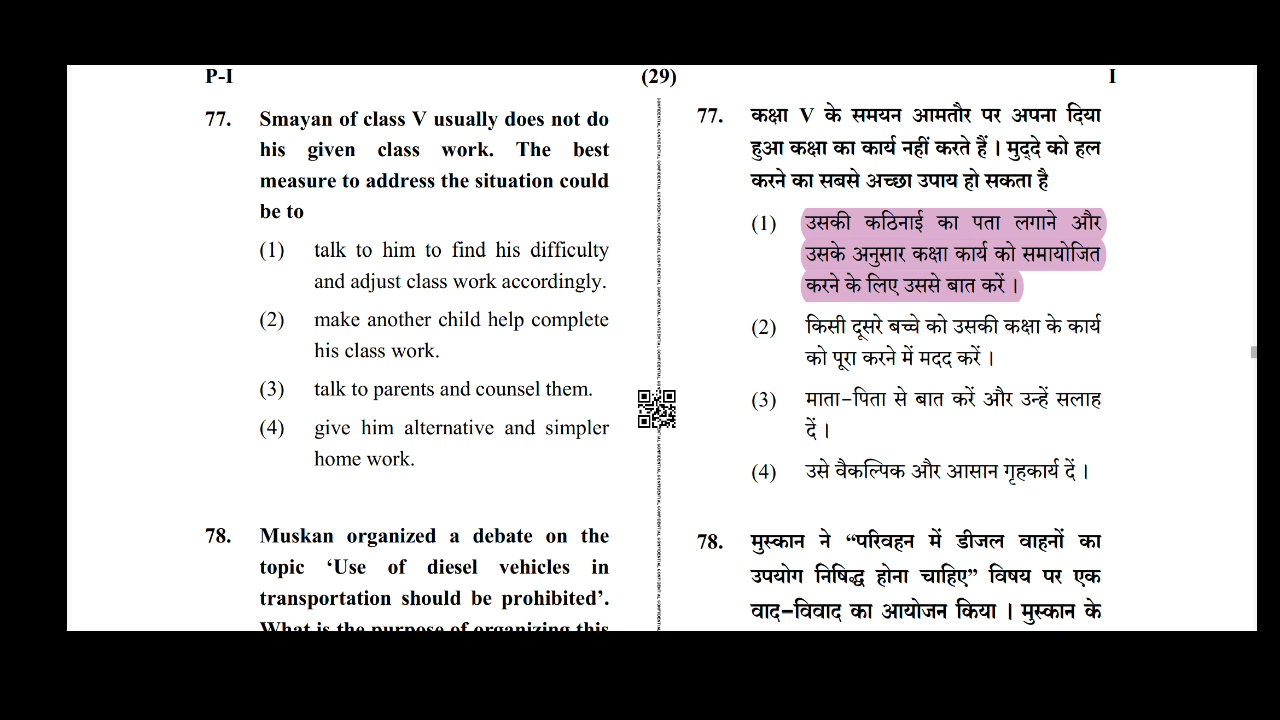 P-I
(29)
I
77. Smayan of class V usually does not do
his given class work. The best
measure to address the situation could
be to
(1) talk to him to find his difficulty
and adjust class work accordingly.
(2) make another child help complete
his class work.
(3) talk to parents and counsel them.
(4) give him alternative and simpler
home work.
78. Muskan organized a debate on the
topic ‘Use of diesel vehicles in
transportation should be prohibited’.
What is the purpose of organizing this
77. कक्षा V के समयन आमतौर पर अपना दिया
हुआ कक्षा का कार्य नहीं करते हैं । मुद्दे को हल
करने का सबसे अच्छा उपाय हो सकता है
(1) उसकी कठिनाई का पता लगाने और
उसके अनुसार कक्षा कार्य को समायोजित
करने के लिए उससे बात करें ।
(2) किसी दूसरे बच्चे को उसकी कक्षा के कार्य
को पूरा करने में मदद करें ।
(3) माता-पिता से बात करें और उन्हें सलाह
दें ।
(4) उसे वैकल्पिक और आसान गृहकार्य दें ।
78. मुस्कान ने “परिवहन में डीजल वाहनों का
उपयोग निषिद्ध होना चाहिए” विषय पर एक
वाद-विवाद का आयोजन किया । मुस्कान के